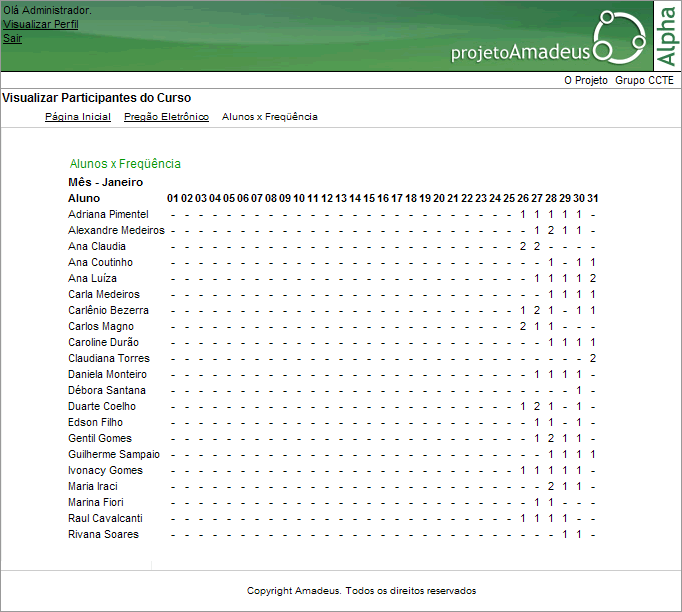 Olá Administrador.
Visualizar Perfil
Sair
projetoAmadeus
Alpha
O Projeto Grupo CCTE
Visualizar Participantes do Curso
Página Inicial Pregão Eletrônico Alunos x Freqüência
Alunos x Freqüência
Mês - Janeiro
Aluno 01 02 03 04 05 06 07 08 09 10 11 12 13 14 15 16 17 18 19 20 21 22 23 24 25 26 27 28 29 30 31
Adriana Pimentel - - - - - - - - - - - - - - - - - - - - - - - - - 1 1 1 1 1 -
Alexandre Medeiros - - - - - - - - - - - - - - - - - - - - - - - - - - 1 2 1 1 -
Ana Claudia - - - - - - - - - - - - - - - - - - - - - - - - - 2 2 - - - -
Ana Coutinho - - - - - - - - - - - - - - - - - - - - - - - - - - - 1 - 1 1
Ana Luíza - - - - - - - - - - - - - - - - - - - - - - - - - - 1 1 1 1 2
Carla Medeiros - - - - - - - - - - - - - - - - - - - - - - - - - - - 1 1 1 1
Carlênio Bezerra - - - - - - - - - - - - - - - - - - - - - - - - - 1 2 1 - 1 1
Carlos Magno - - - - - - - - - - - - - - - - - - - - - - - - - 2 1 1 - - -
Caroline Durão - - - - - - - - - - - - - - - - - - - - - - - - - - - 1 1 1 1
Claudiana Torres - - - - - - - - - - - - - - - - - - - - - - - - - - - - - - 2
Daniela Monteiro - - - - - - - - - - - - - - - - - - - - - - - - - - 1 1 1 1 -
Débora Santana - - - - - - - - - - - - - - - - - - - - - - - - - - - - - 1 -
Duarte Coelho - - - - - - - - - - - - - - - - - - - - - - - - - 1 2 1 - 1 -
Edson Filho - - - - - - - - - - - - - - - - - - - - - - - - - - 1 1 - 1 -
Gentil Gomes - - - - - - - - - - - - - - - - - - - - - - - - - - 1 2 1 1 -
Guilherme Sampaio - - - - - - - - - - - - - - - - - - - - - - - - - - - 1 1 1 1
Ivonacy Gomes - - - - - - - - - - - - - - - - - - - - - - - - - 1 1 1 1 1 -
Maria Iraci - - - - - - - - - - - - - - - - - - - - - - - - - - - 2 1 1 -
Marina Fiori - - - - - - - - - - - - - - - - - - - - - - - - - - 1 1 - - -
Raul Cavalcanti - - - - - - - - - - - - - - - - - - - - - - - - - 1 1 1 1 - -
Rivana Soares - - - - - - - - - - - - - - - - - - - - - - - - - - - - 1 1 -
Copyright Amadeus. Todos os direitos reservados